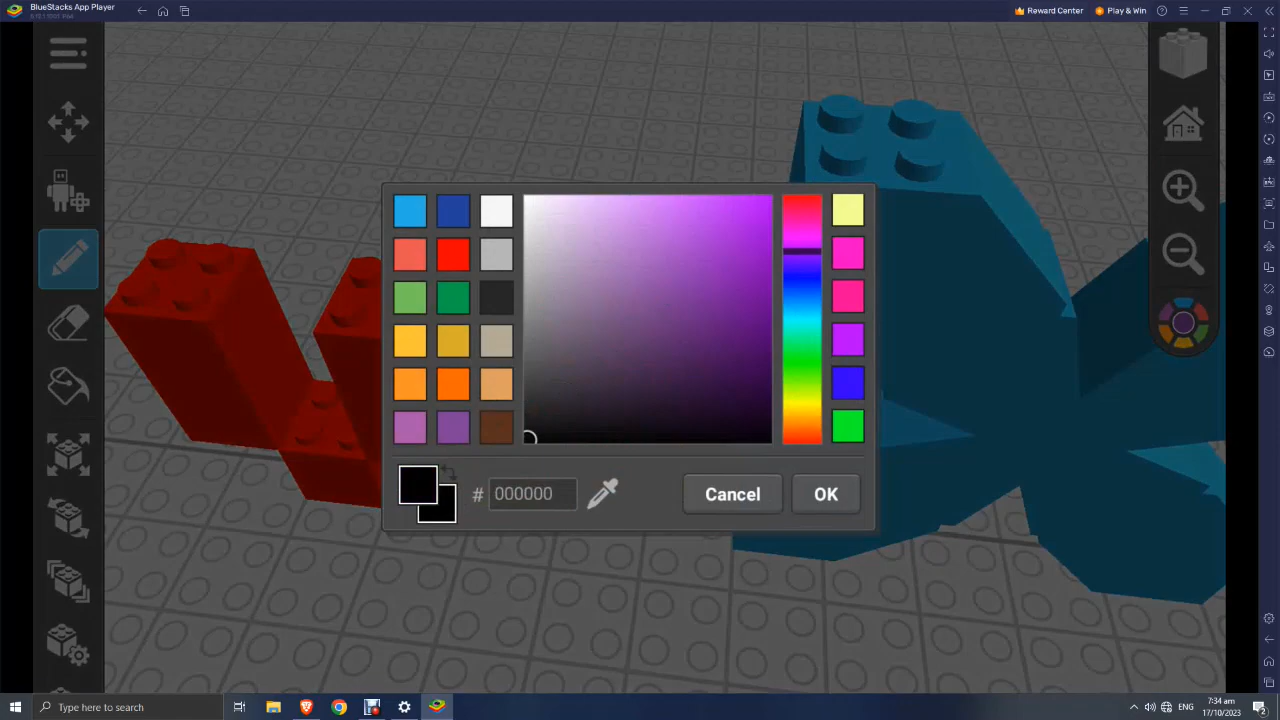 BlueStacks App Player
Reward Center
Play & Win
# 000000
Cancel
OK
Type here to search
ENG
7:34 am
17/10/2023
2